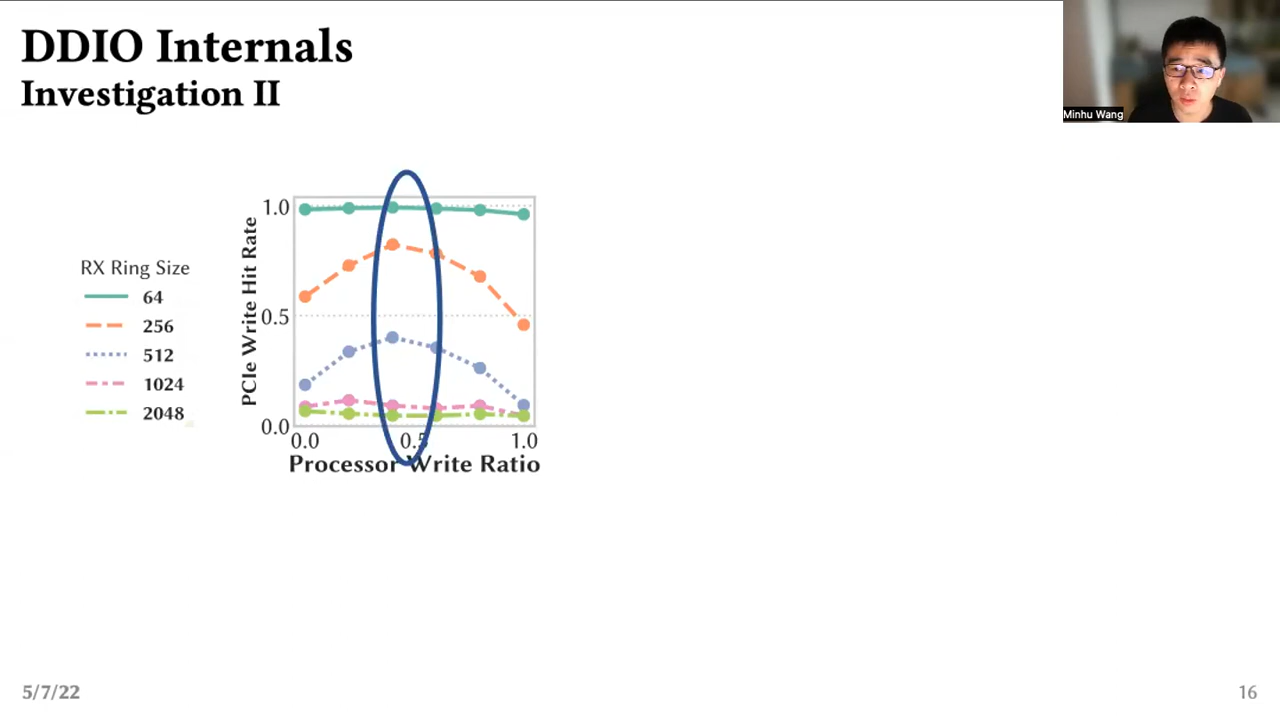 DDIO Internals
Investigation II
Minhu Wang
RX Ring Size
64
256
512
1024
2048
PCIe Write Hit Rate
1.0
0.5
0.0
0.0 0.5 1.0
Processor Write Ratio
5/7/22
16